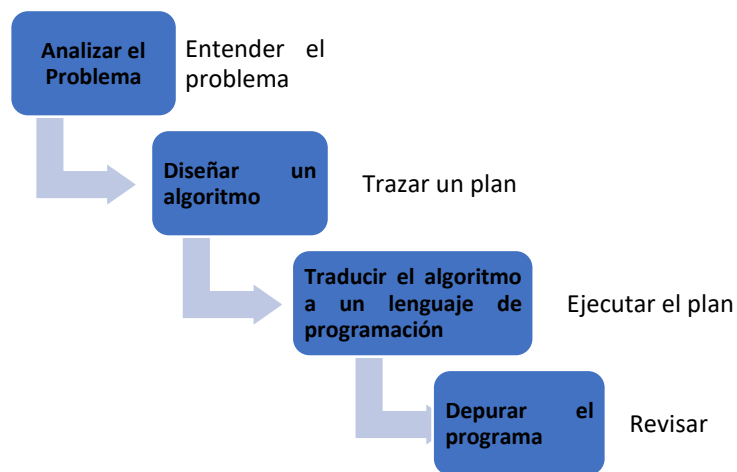 Analizar el
Problema
Entender el
problema
Diseñar un
algoritmo
Trazar un plan
Traducir el algoritmo
a un lenguaje de
programación
Ejecutar el plan
Depurar el
programa
Revisar